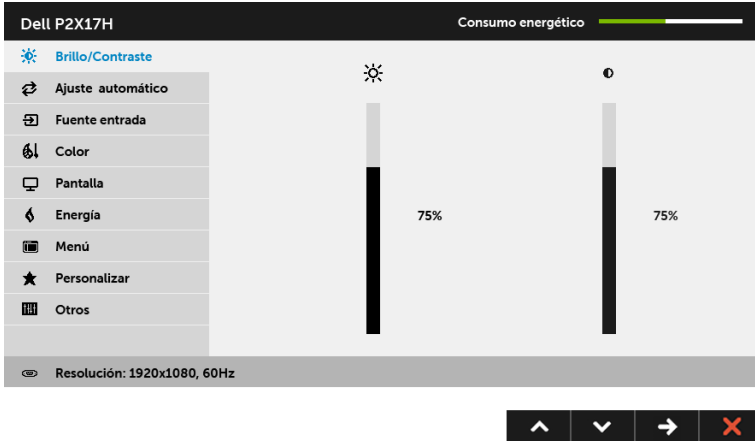 Dell P2X17H
Consumo energético
Brillo/Contraste
Ajuste automático
Fuente entrada
Color
Pantalla
Energía
Menú
Personalizar
Otros
75%
75%
Resolución: 1920x1080, 60Hz